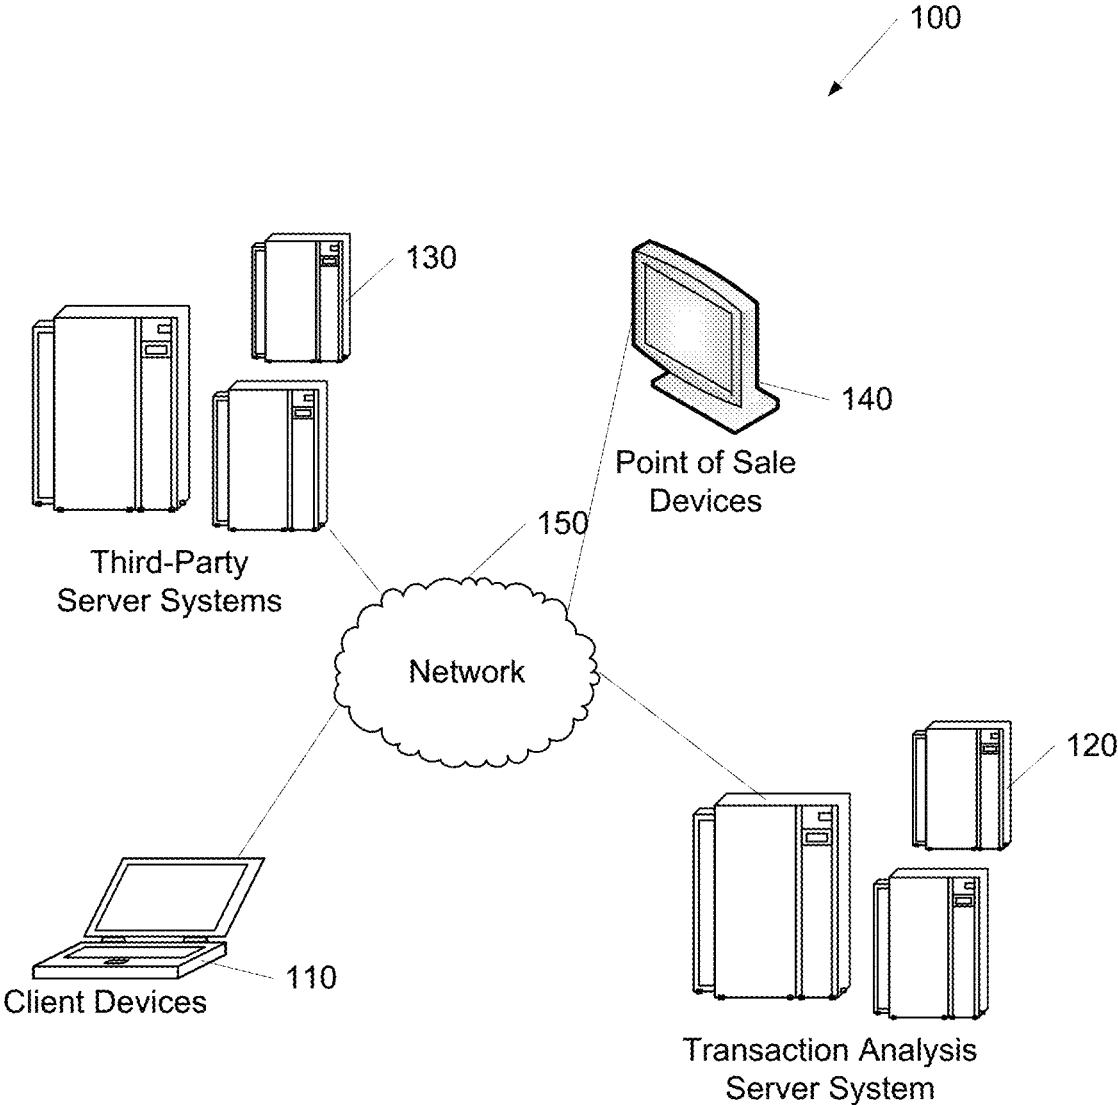 100
130
140
Point of Sale
Devices
150
Third-Party
Server Systems
Network
120
110
Client Devices
Transaction Analysis
Server System